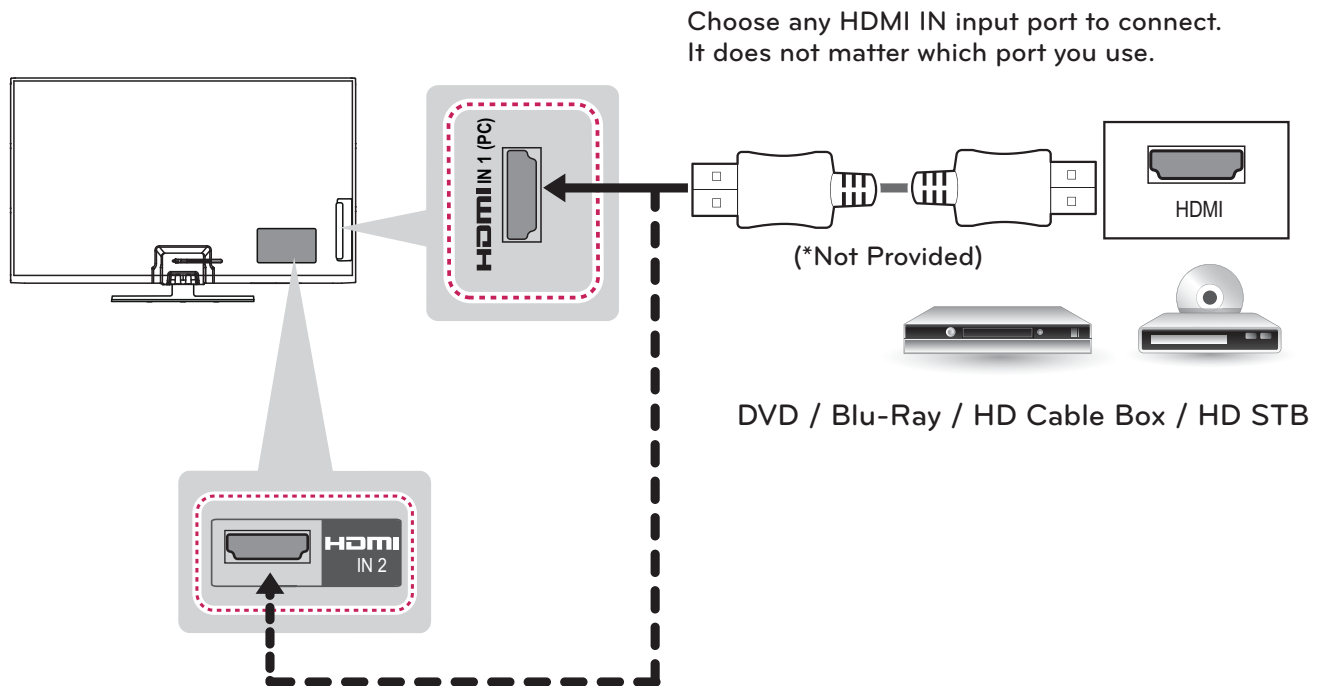 Choose any HDMI IN input port to connect.
It does not matter which port you use.
HDMI IN 1 (PC)
HDMI
(*Not Provided)
DVD / Blu-Ray / HD Cable Box / HD STB
HDMI
IN 2